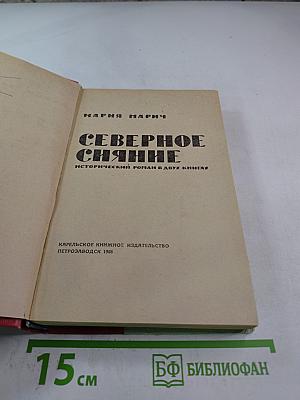 МАРИЯ МАРИЧ
СЕВЕРНОЕ
СИЯНИЕ
ИСТОРИЧЕСКИЙ РОМАН В ДВУХ КНИГАХ
КАРЕЛЬСКОЕ КНИЖНОЕ ИЗДАТЕЛЬСТВО
ПЕТРОЗАВОДСК
15 см
БФ БИБЛИОФАН